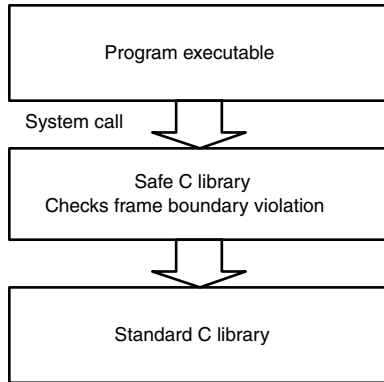 Program executable
System call
Safe C library
Checks frame boundary violation
Standard C library